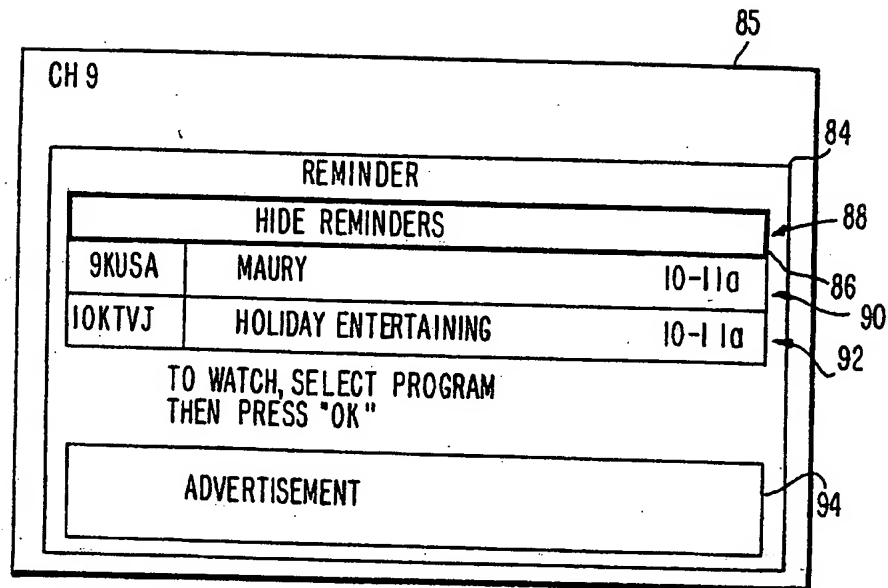 85
CH 9
84
REMINDER
HIDE REMINDERS
88
86
9KUSA MAURY 10-11a
90
10KTVJ HOLIDAY ENTERTAINING 10-11a
92
TO WATCH, SELECT PROGRAM
THEN PRESS "OK"
ADVERTISEMENT
94